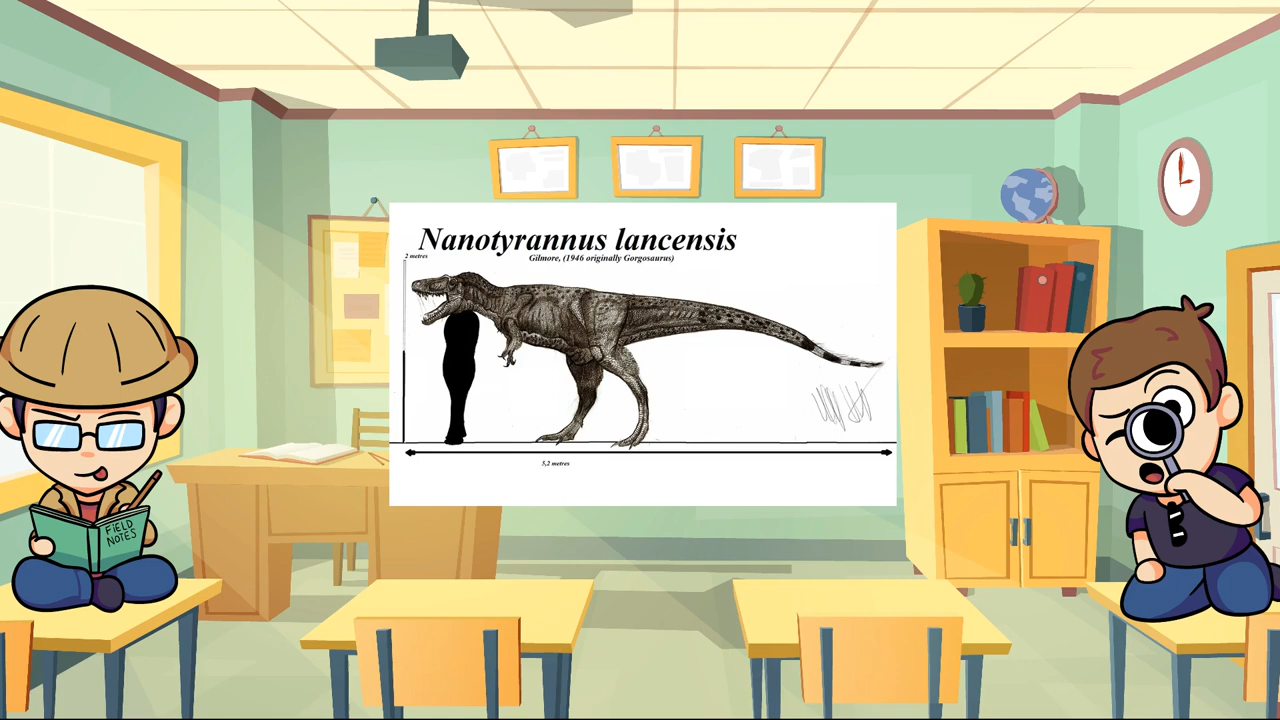 Nanotyrannus lancensis
Gilmore, (1946 originally Gorgosaurus)
2 metres
5,2 metres
FiELD
NOTES